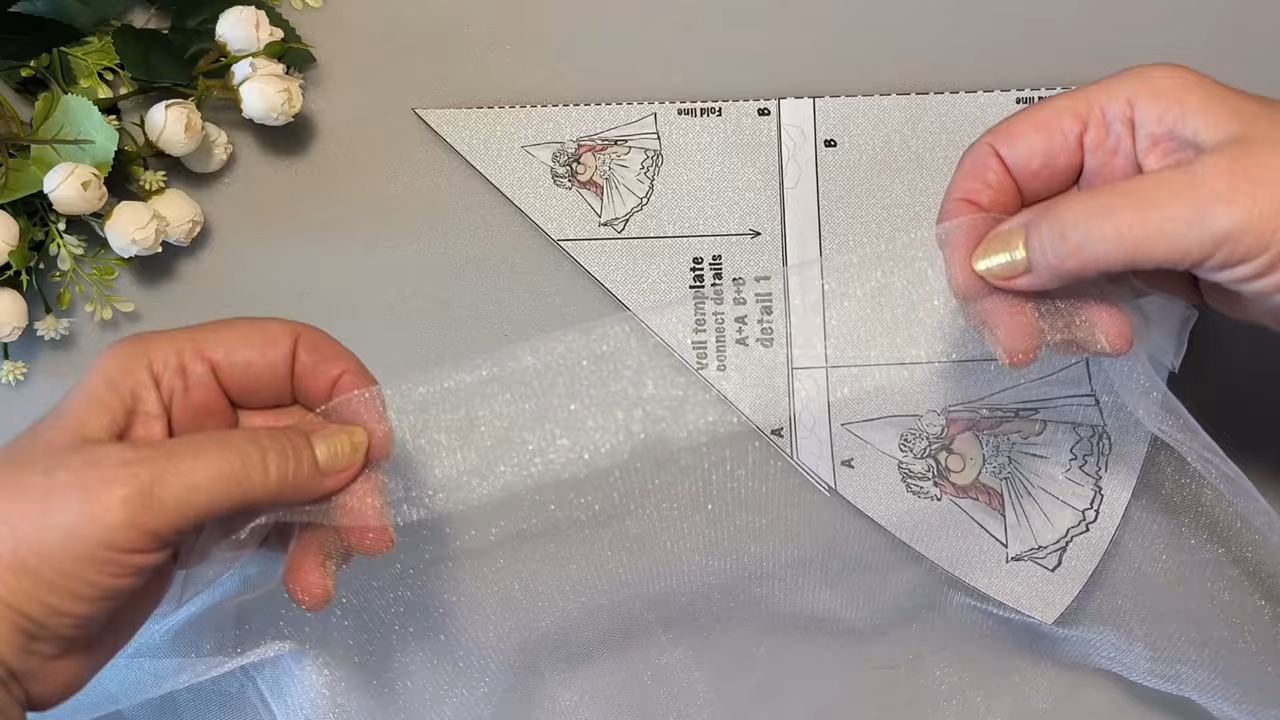 Fold line
B
B
Fold line
veil template
connect details
A+A B+B
detail 1
A
A